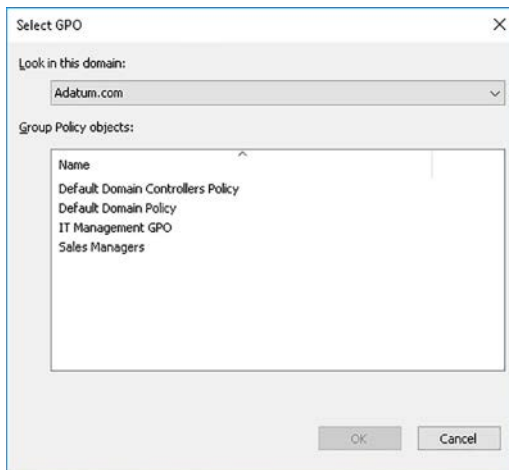 Select GPO
Look in this domain:
Adatum.com
Group Policy objects:
Name
Default Domain Controllers Policy
Default Domain Policy
IT Management GPO
Sales Managers
OK
Cancel